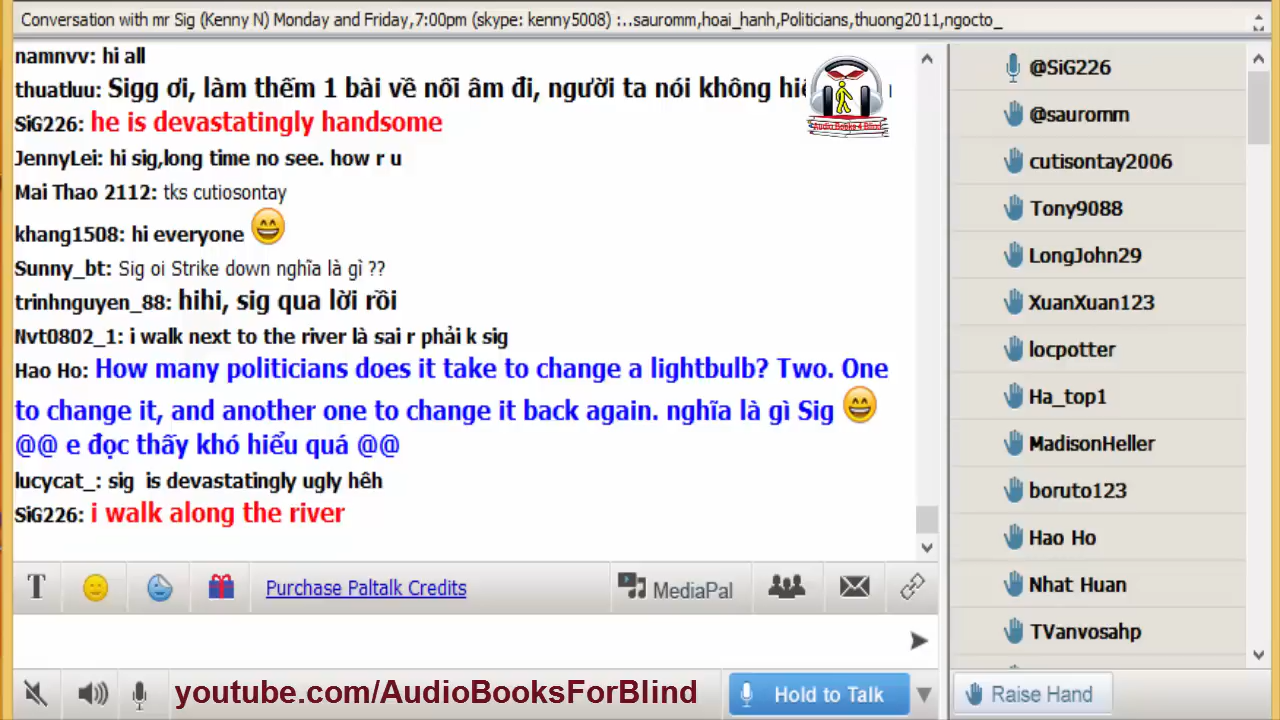 Conversation with mr Sig (Kenny N) Monday and Friday,7:00pm (skype: kenny5008) :..sauromm,hoai_hanh,Politicians,thuong2011,ngocto_
namnvv: hi all
thuatluu: Sigg ơi, làm thếm 1 bài về nối âm đi, người ta nói không
SiG226: he is devastatingly handsome
JennyLei: hi sig,long time no see. how r u
Mai Thao 2112: tks cutiosontay
khang1508: hi everyone 😄
Sunny_bt: Sig oi Strike down nghĩa là gì ??
trinhnguyen_88: hihi, sig qua lời rồi
Nvt0802_1: i walk next to the river là sai r phải k sig
Hao Ho: How many politicians does it take to change a lightbulb? Two. One
to change it, and another one to change it back again. nghĩa là gì Sig 😄
@@ e đọc thấy khó hiểu quá @@
lucycat_: sig is devastatingly ugly hêh
SiG226: i walk along the river
Audio Books 4 Blind
@SiG226
@sauromm
cutisontay2006
Tony9088
LongJohn29
XuanXuan123
locpotter
Ha_top1
MadisonHeller
boruto123
Hao Ho
Nhat Huan
TVanvosahp
T
Purchase Paltalk Credits
MediaPal
youtube.com/AudioBooksForBlind
Hold to Talk
Raise Hand